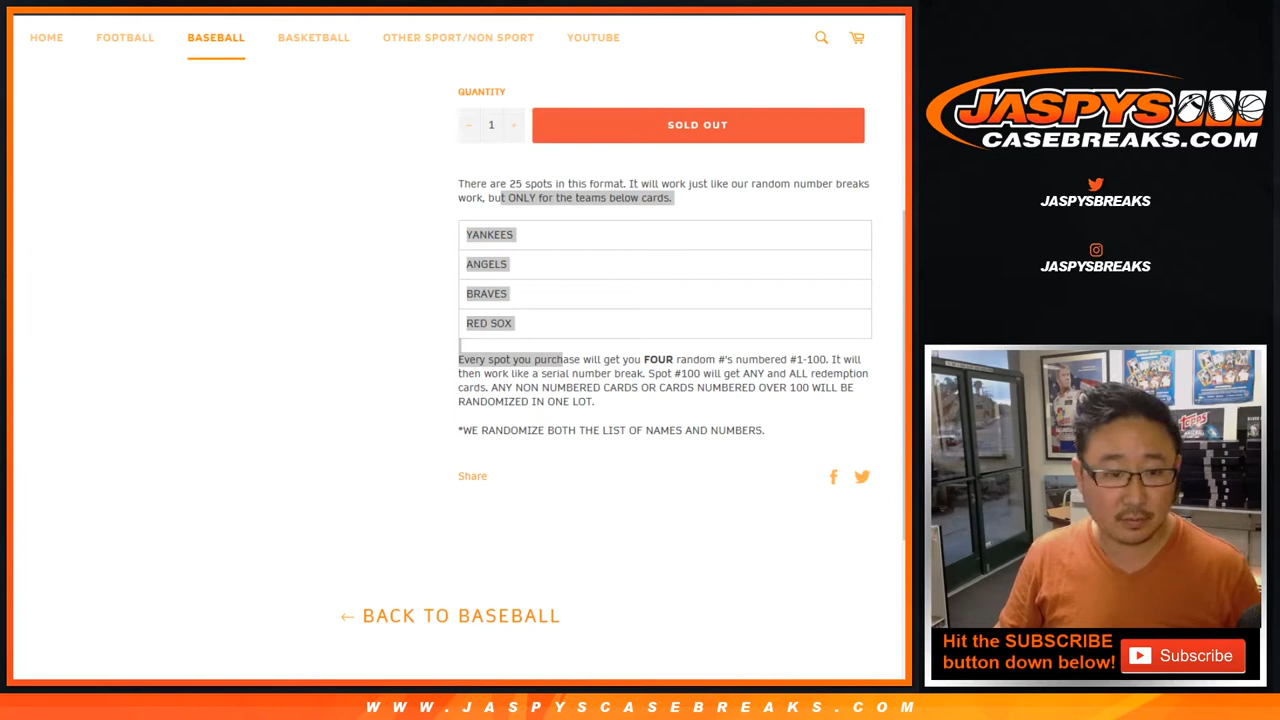 HOME FOOTBALL BASEBALL BASKETBALL OTHER SPORT/NON SPORT YOUTUBE
QUANTITY
− 1 +
SOLD OUT
There are 25 spots in this format. It will work just like our random number breaks
work, but ONLY for the teams below cards.
YANKEES
ANGELS
BRAVES
RED SOX
Every spot you purchase will get you FOUR random #'s numbered #1-100. It will
then work like a serial number break. Spot #100 will get ANY and ALL redemption
cards. ANY NON NUMBERED CARDS OR CARDS NUMBERED OVER 100 WILL BE
RANDOMIZED IN ONE LOT.
*WE RANDOMIZE BOTH THE LIST OF NAMES AND NUMBERS.
Share
← BACK TO BASEBALL
JASPYS
CASEBREAKS.COM
JASPYSBREAKS
JASPYSBREAKS
TOPPS
Hit the SUBSCRIBE
button down below!
Subscribe
WWW.JASPYSCASEBREAKS.COM